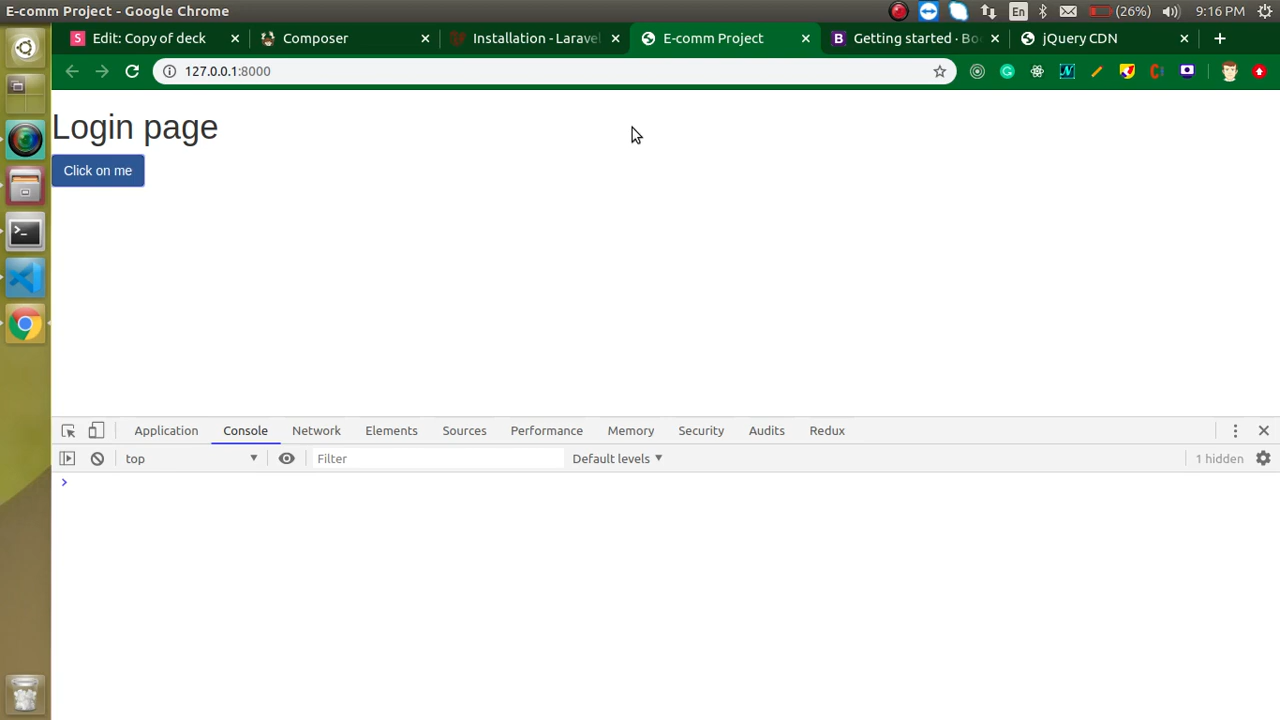 E-comm Project - Google Chrome
En
(26%)
9:16 PM
Edit: Copy of deck
Composer
Installation - Laravel
E-comm Project
Getting started · Bo
jQuery CDN
127.0.0.1:8000
Login page
Click on me
Application
Console
Network
Elements
Sources
Performance
Memory
Security
Audits
Redux
top
Filter
Default levels
1 hidden